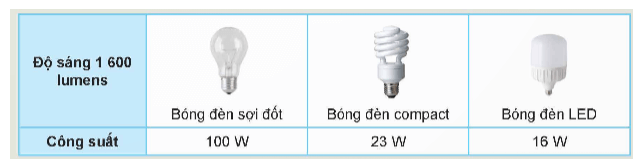 Độ sáng 1 600
lumens
Bóng đèn sợi đốt
Bóng đèn compact
Bóng đèn LED
Công suất
100 W
23 W
16 W